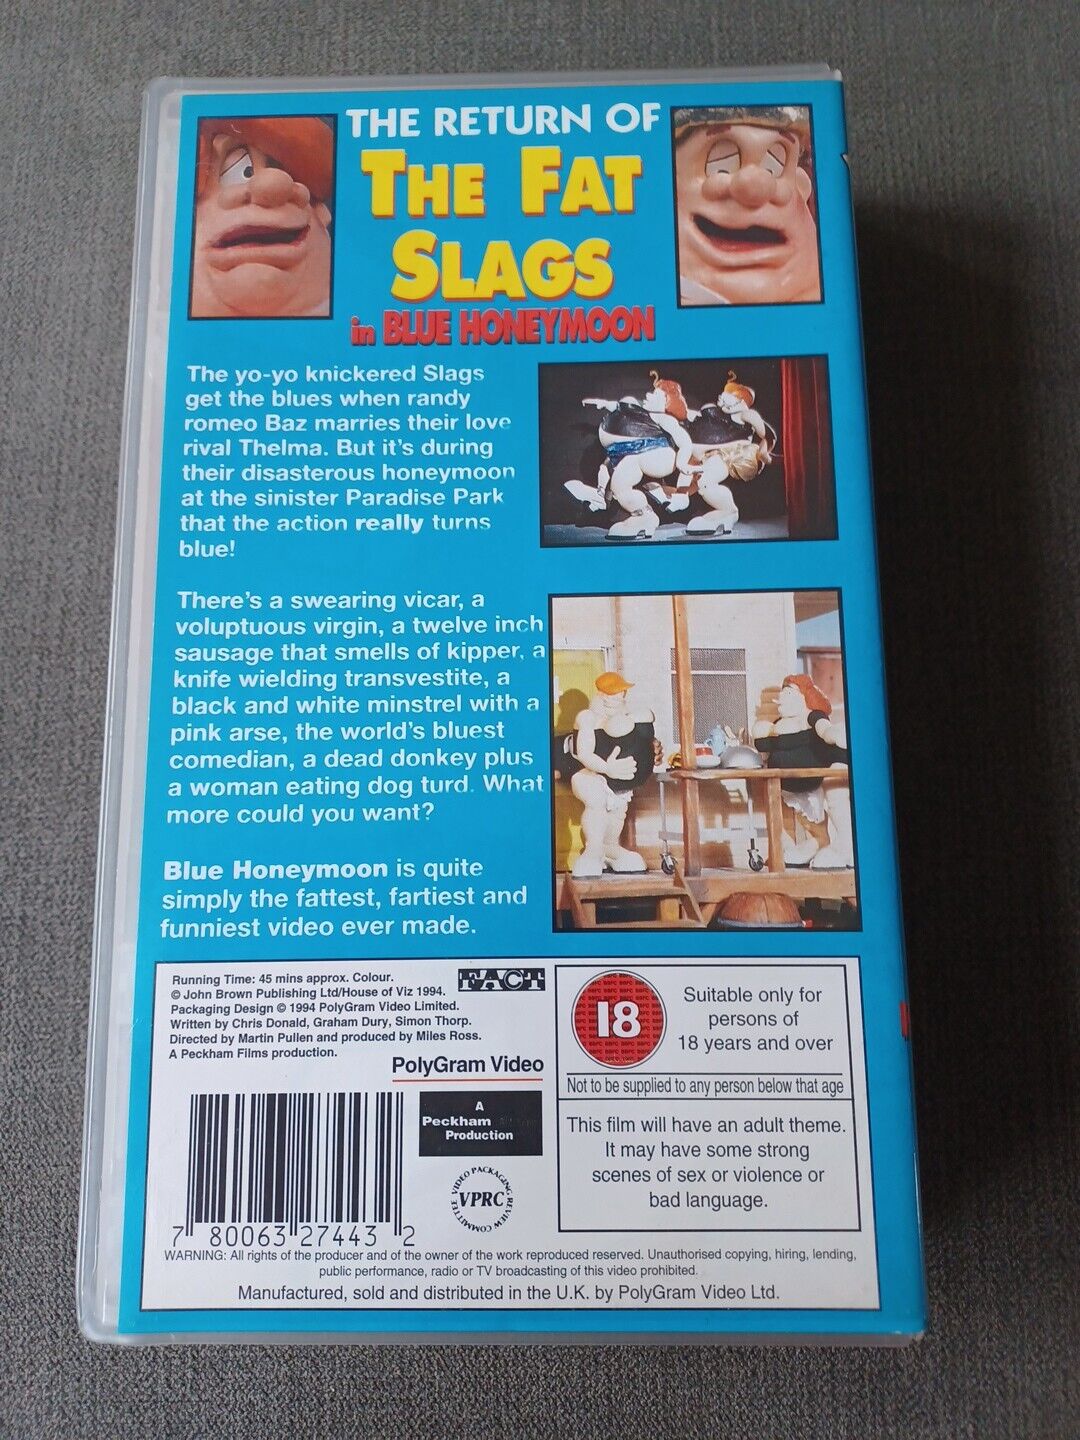 THE RETURN OF
THE FAT
SLAGS
in BLUE HONEYMOON
The yo-yo knickered Slags
get the blues when randy
romeo Baz marries their love
rival Thelma. But it's during
their disasterous honeymoon
at the sinister Paradise Park
that the action really turns
blue!
There's a swearing vicar, a
voluptuous virgin, a twelve inch
sausage that smells of kipper, a
knife wielding transvestite, a
black and white minstrel with a
pink arse, the world's bluest
comedian, a dead donkey plus
a woman eating dog turd. What
more could you want?
Blue Honeymoon is quite
simply the fattest, fartiest and
funniest video ever made.
Running Time: 45 mins approx. Colour.
© John Brown Publishing Ltd/House of Viz 1994.
Packaging Design © 1994 PolyGram Video Limited.
Written by Chris Donald, Graham Dury, Simon Thorp.
Directed by Martin Pullen and produced by Miles Ross.
A Peckham Films production.
FACT
PolyGram Video
A
Peckham
Production
VIDEO PACKAGING REVIEW COMMITTEE
VPRC
7 80063 27443 2
18
Suitable only for
persons of
18 years and over
Not to be supplied to any person below that age
This film will have an adult theme.
It may have some strong
scenes of sex or violence or
bad language.
WARNING: All rights of the producer and of the owner of the work reproduced reserved. Unauthorised copying, hiring, lending,
public performance, radio or TV broadcasting of this video prohibited.
Manufactured, sold and distributed in the U.K. by PolyGram Video Ltd.